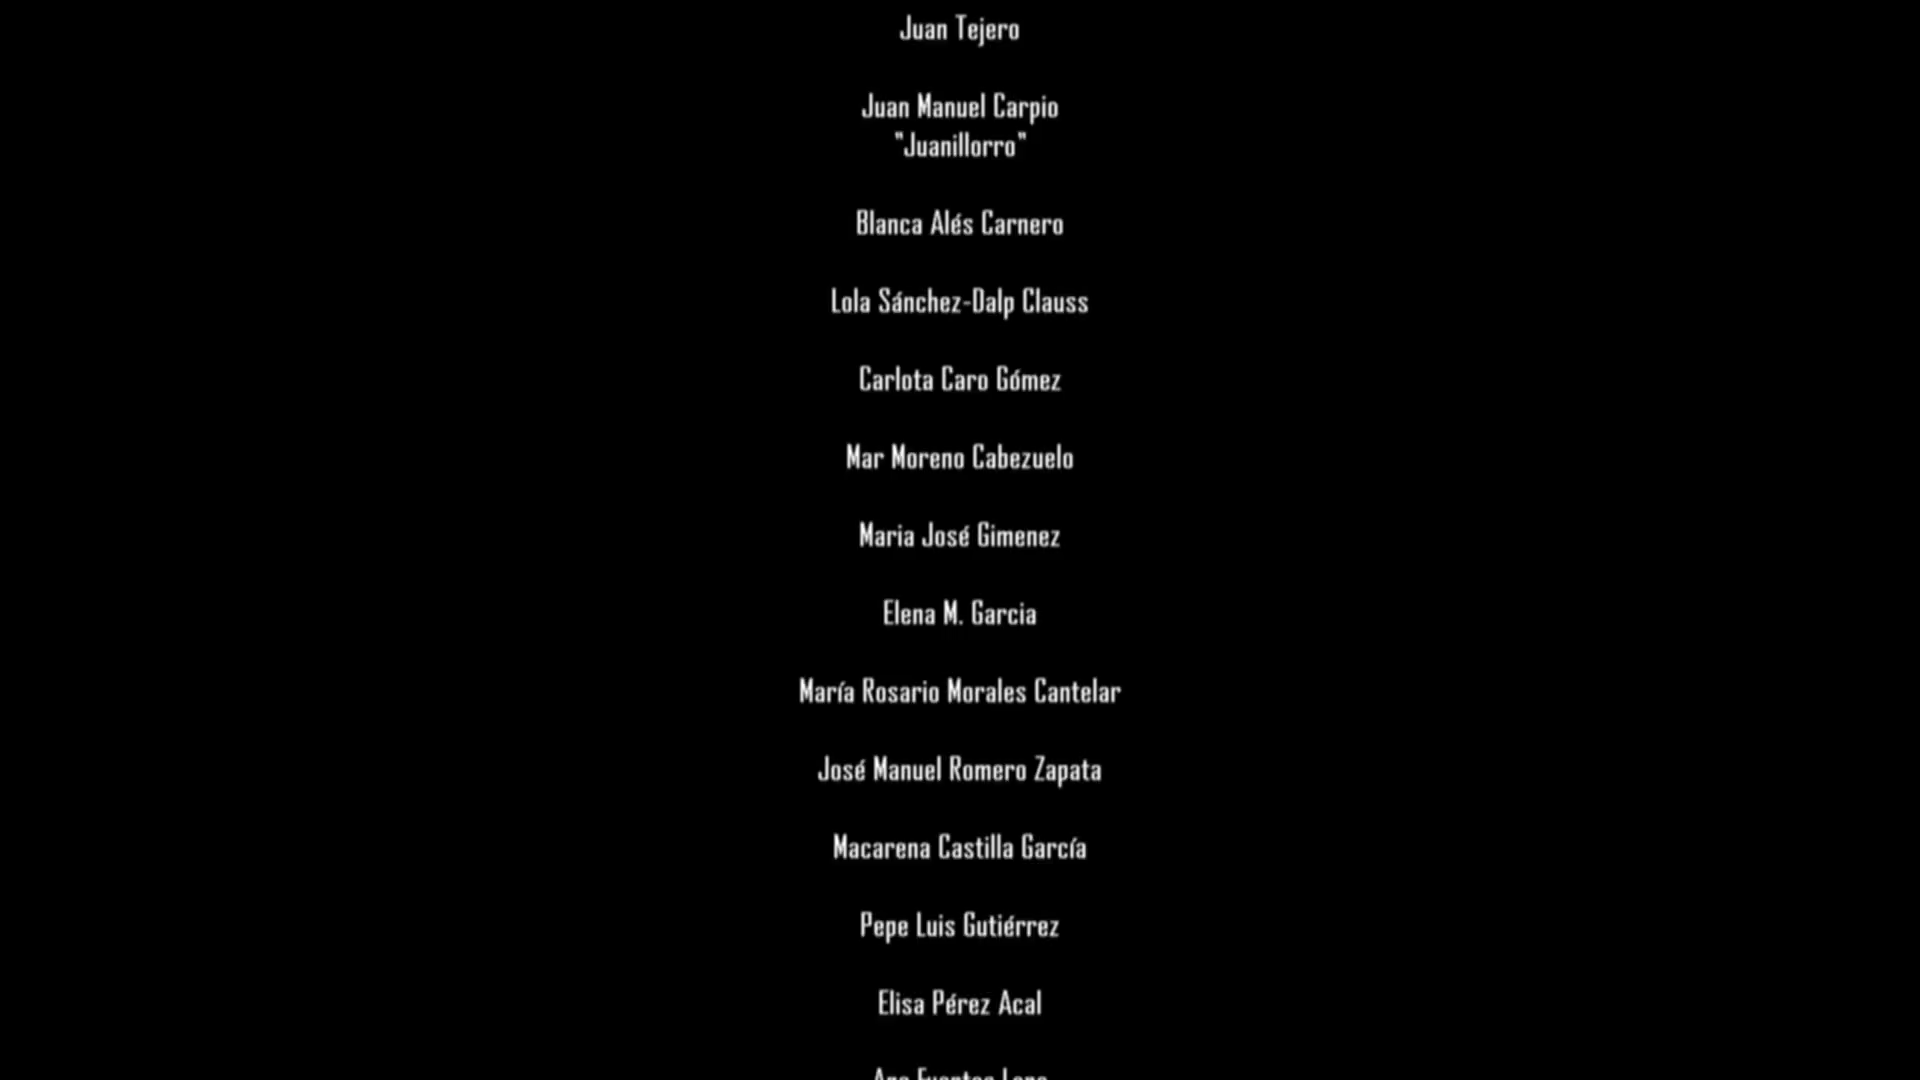 Juan Tejero
Juan Manuel Carpio
"Juanillorro"
Blanca Alés Carnero
Lola Sánchez-Dalp Clauss
Carlota Caro Gómez
Mar Moreno Cabezuelo
Maria José Gimenez
Elena M. Garcia
María Rosario Morales Cantelar
José Manuel Romero Zapata
Macarena Castilla García
Pepe Luis Gutiérrez
Elisa Pérez Acal